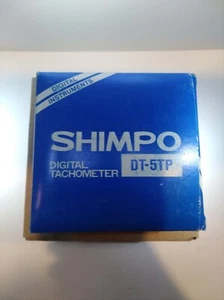 DIGITAL
INSTRUMENTS
SHIMPO
DIGITAL
TACHOMETER
DT-5TP